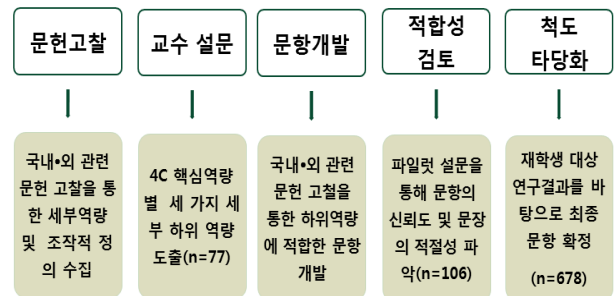 문헌고찰
교수 설문
문항개발
적합성
검토
척도
타당화
국내•외 관련
문헌 고찰을 통
한 세부역량
및 조작적 정
의 수집
4C 핵심역량
별 세 가지 세
부 하위 역량
도출(n=77)
국내•외 관련
문헌 고철을
통한 하위역량
에 적합한 문항
개발
파일럿 설문을
통해 문항의
신뢰도 및 문장
의 적절성 파
악(n=106)
재학생 대상
연구결과를 바
탕으로 최종
문항 확정
(n=678)